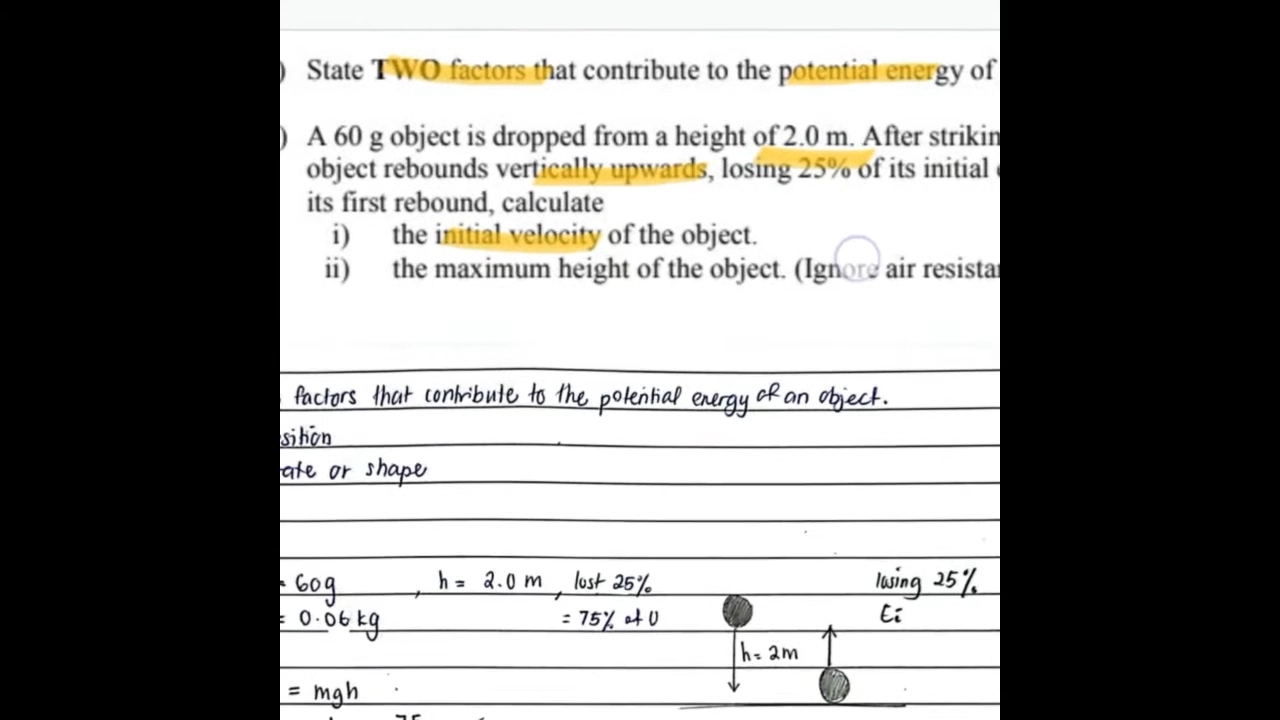 ) State TWO factors that contribute to the potential energy of
) A 60 g object is dropped from a height of 2.0 m. After strikin
object rebounds vertically upwards, losing 25% of its initial
its first rebound, calculate
i) the initial velocity of the object.
ii) the maximum height of the object. (Ignore air resista
factors that contribute to the potential energy of an object.
sition
ate or shape
= 60g , h = 2.0 m , lost 25% losing 25%
= 0.06 kg = 75% of U Ei
h = 2m
= mgh